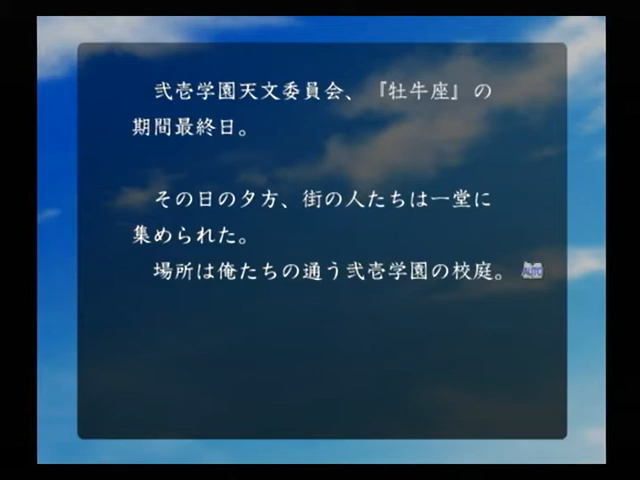 弐壱学園天文委員会、『牡牛座』の
期間最終日。
その日の夕方、街の人たちは一堂に
集められた。
場所は俺たちの通う弐壱学園の校庭。